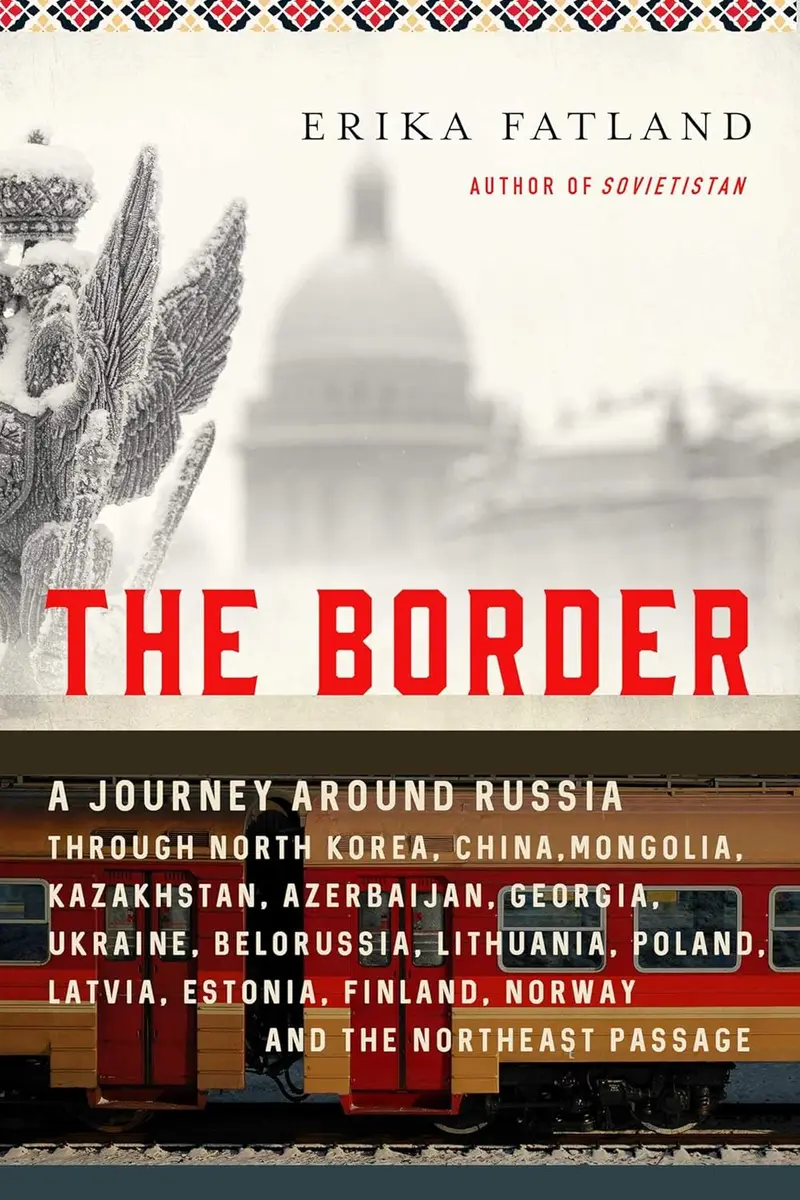 ERIKA FATLAND
AUTHOR OF SOVIETISTAN
THE BORDER
A JOURNEY AROUND RUSSIA
THROUGH NORTH KOREA, CHINA,MONGOLIA,
KAZAKHSTAN, AZERBAIJAN, GEORGIA,
UKRAINE, BELORUSSIA, LITHUANIA, POLAND,
LATVIA, ESTONIA, FINLAND, NORWAY
AND THE NORTHEAST PASSAGE